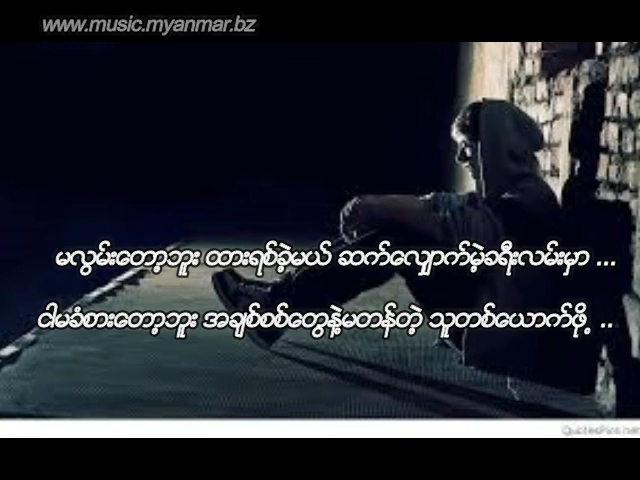 www.music.myanmar.bz
မလွမ်းတော့ဘူး ထားရစ်ခဲ့မယ် ဆက်လျှောက်မဲ့ခရီးလမ်းမှာ ...
ငါမခံစားတော့ဘူး အချစ်စစ်တွေနဲ့မတန်တဲ့ သူတစ်ယောက်ဖို့ ..
QuotesPics.net